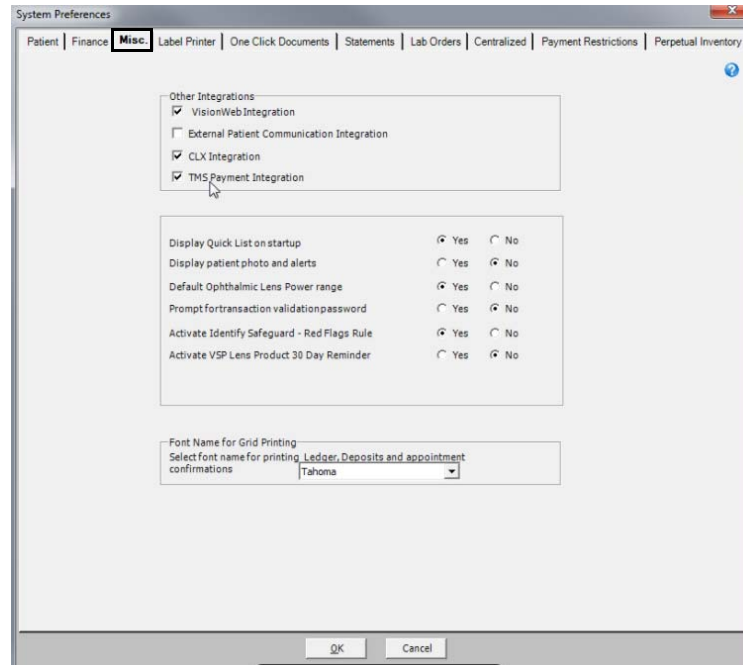 System Preferences
Patient | Finance | Misc. | Label Printer | One Click Documents | Statements | Lab Orders | Centralized | Payment Restrictions | Perpetual Inventory
Other Integrations
VisionWeb Integration
External Patient Communication Integration
CLX Integration
TMS Payment Integration
Display Quick List on startup Yes No
Display patient photo and alerts Yes No
Default Ophthalmic Lens Power range Yes No
Prompt fortransaction validationpassword Yes No
Activate Identify Safeguard - Red Flags Rule Yes No
Activate VSP Lens Product 30 Day Reminder Yes No
Font Name for Grid Printing
Select font name for printing Ledger, Deposits and appointment
confirmations Tahoma
OK Cancel